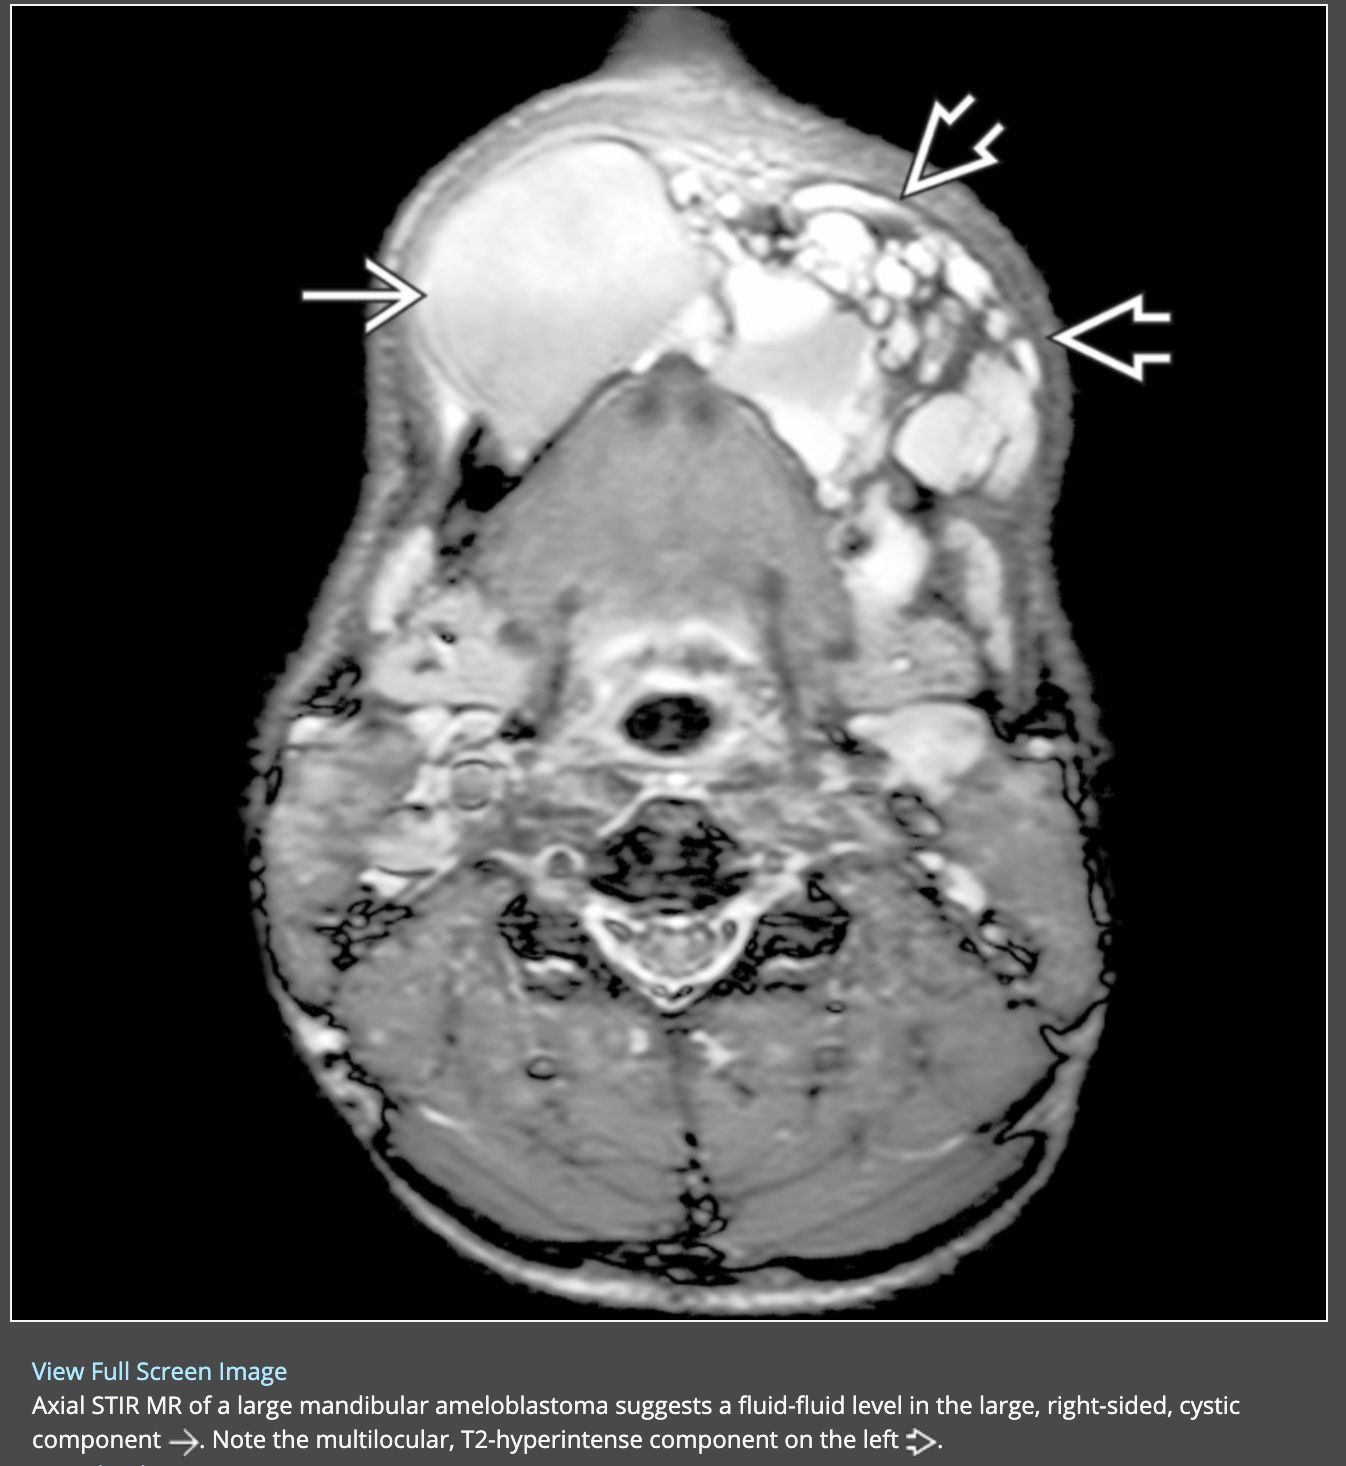 View Full Screen Image
Axial STIR MR of a large mandibular ameloblastoma suggests a fluid-fluid level in the large, right-sided, cystic
component . Note the multilocular, T2-hyperintense component on the left .